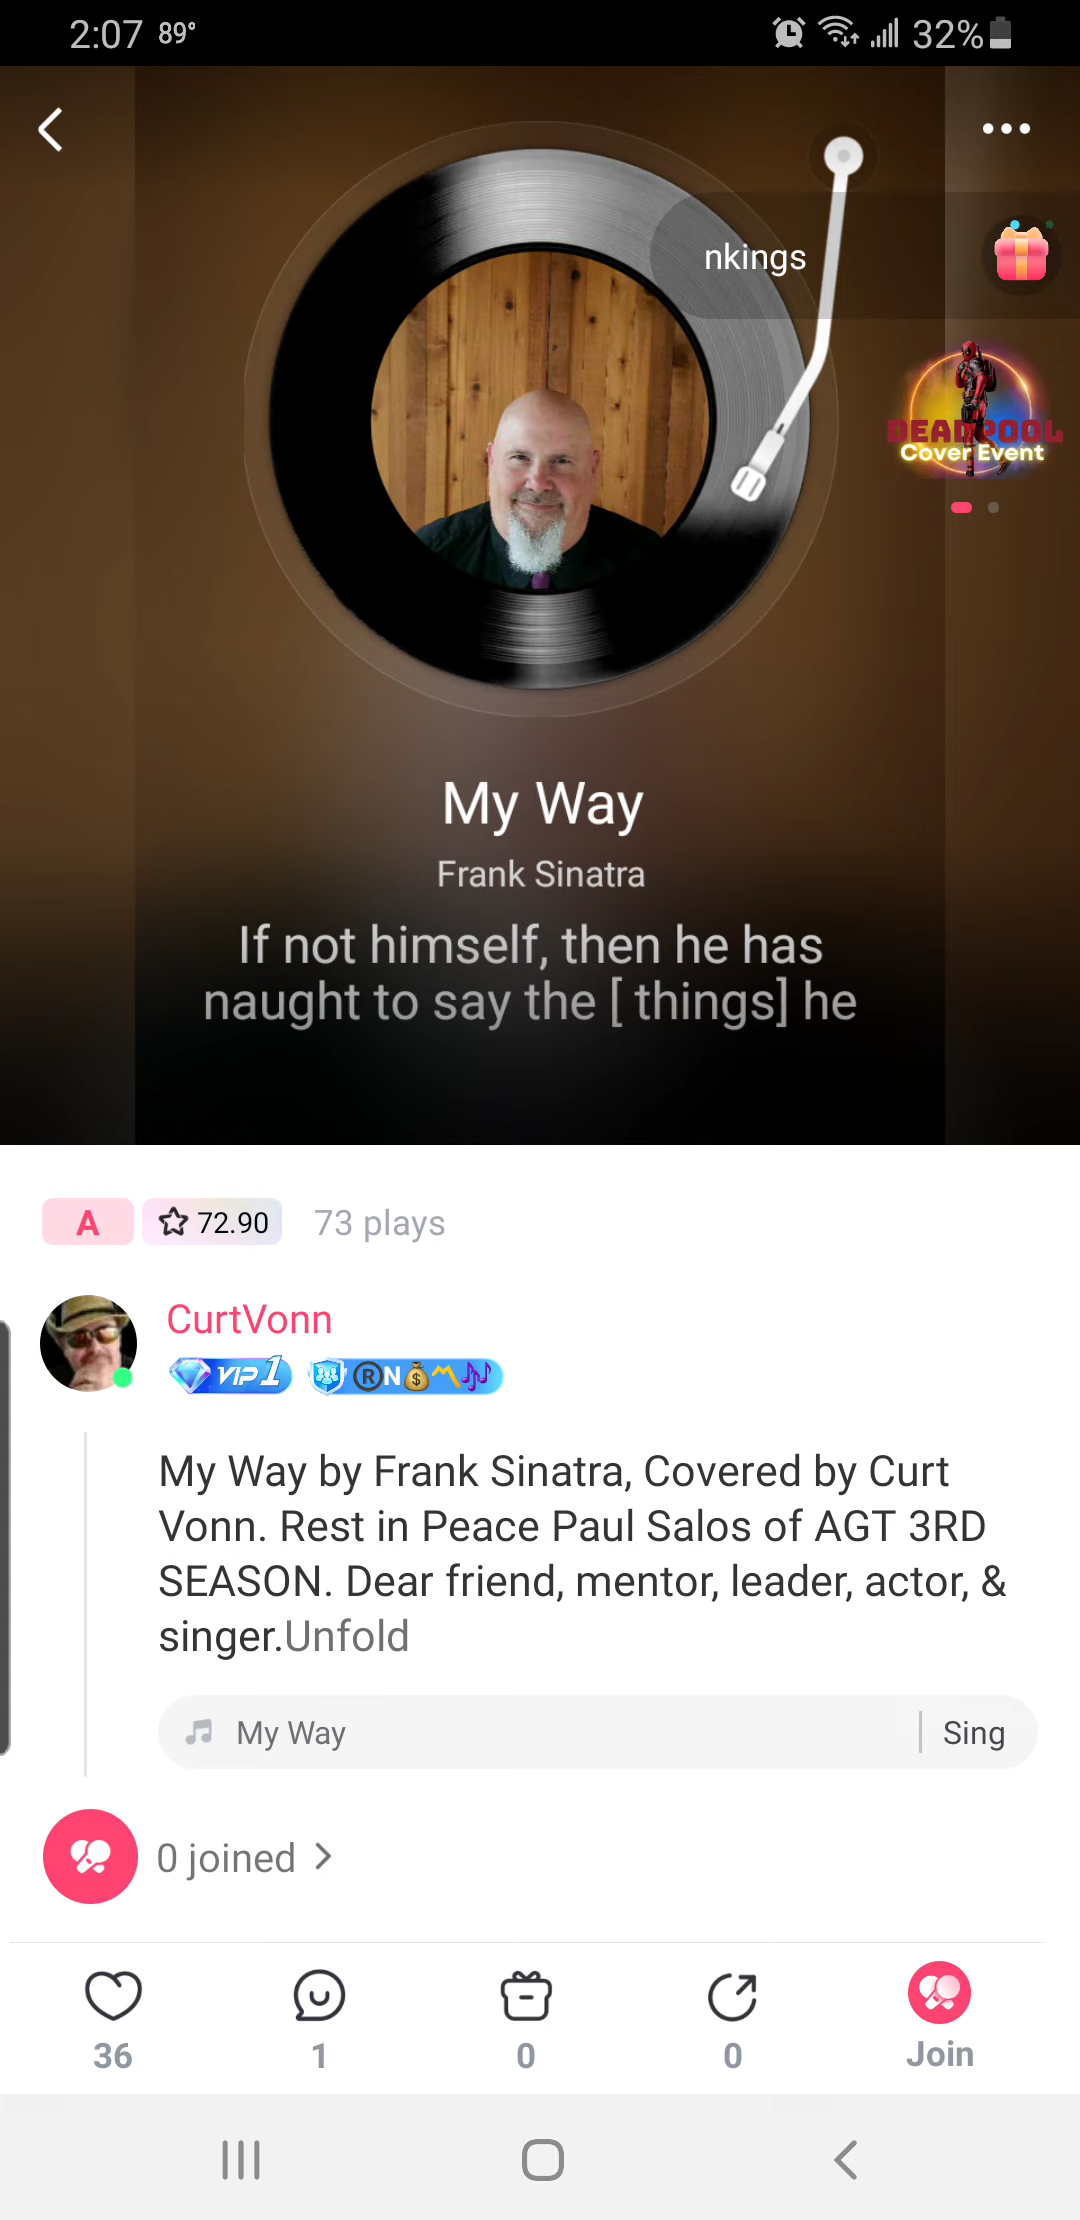 2:07 89°
32%
nkings
DEADPOOL
Cover Event
My Way
Frank Sinatra
If not himself, then he has
naught to say the [ things] he
A
72.90
73 plays
CurtVonn
VIP 1
®N💰〽️🎶
My Way by Frank Sinatra, Covered by Curt
Vonn. Rest in Peace Paul Salos of AGT 3RD
SEASON. Dear friend, mentor, leader, actor, &
singer.Unfold
My Way
Sing
0 joined
36
1
0
0
Join